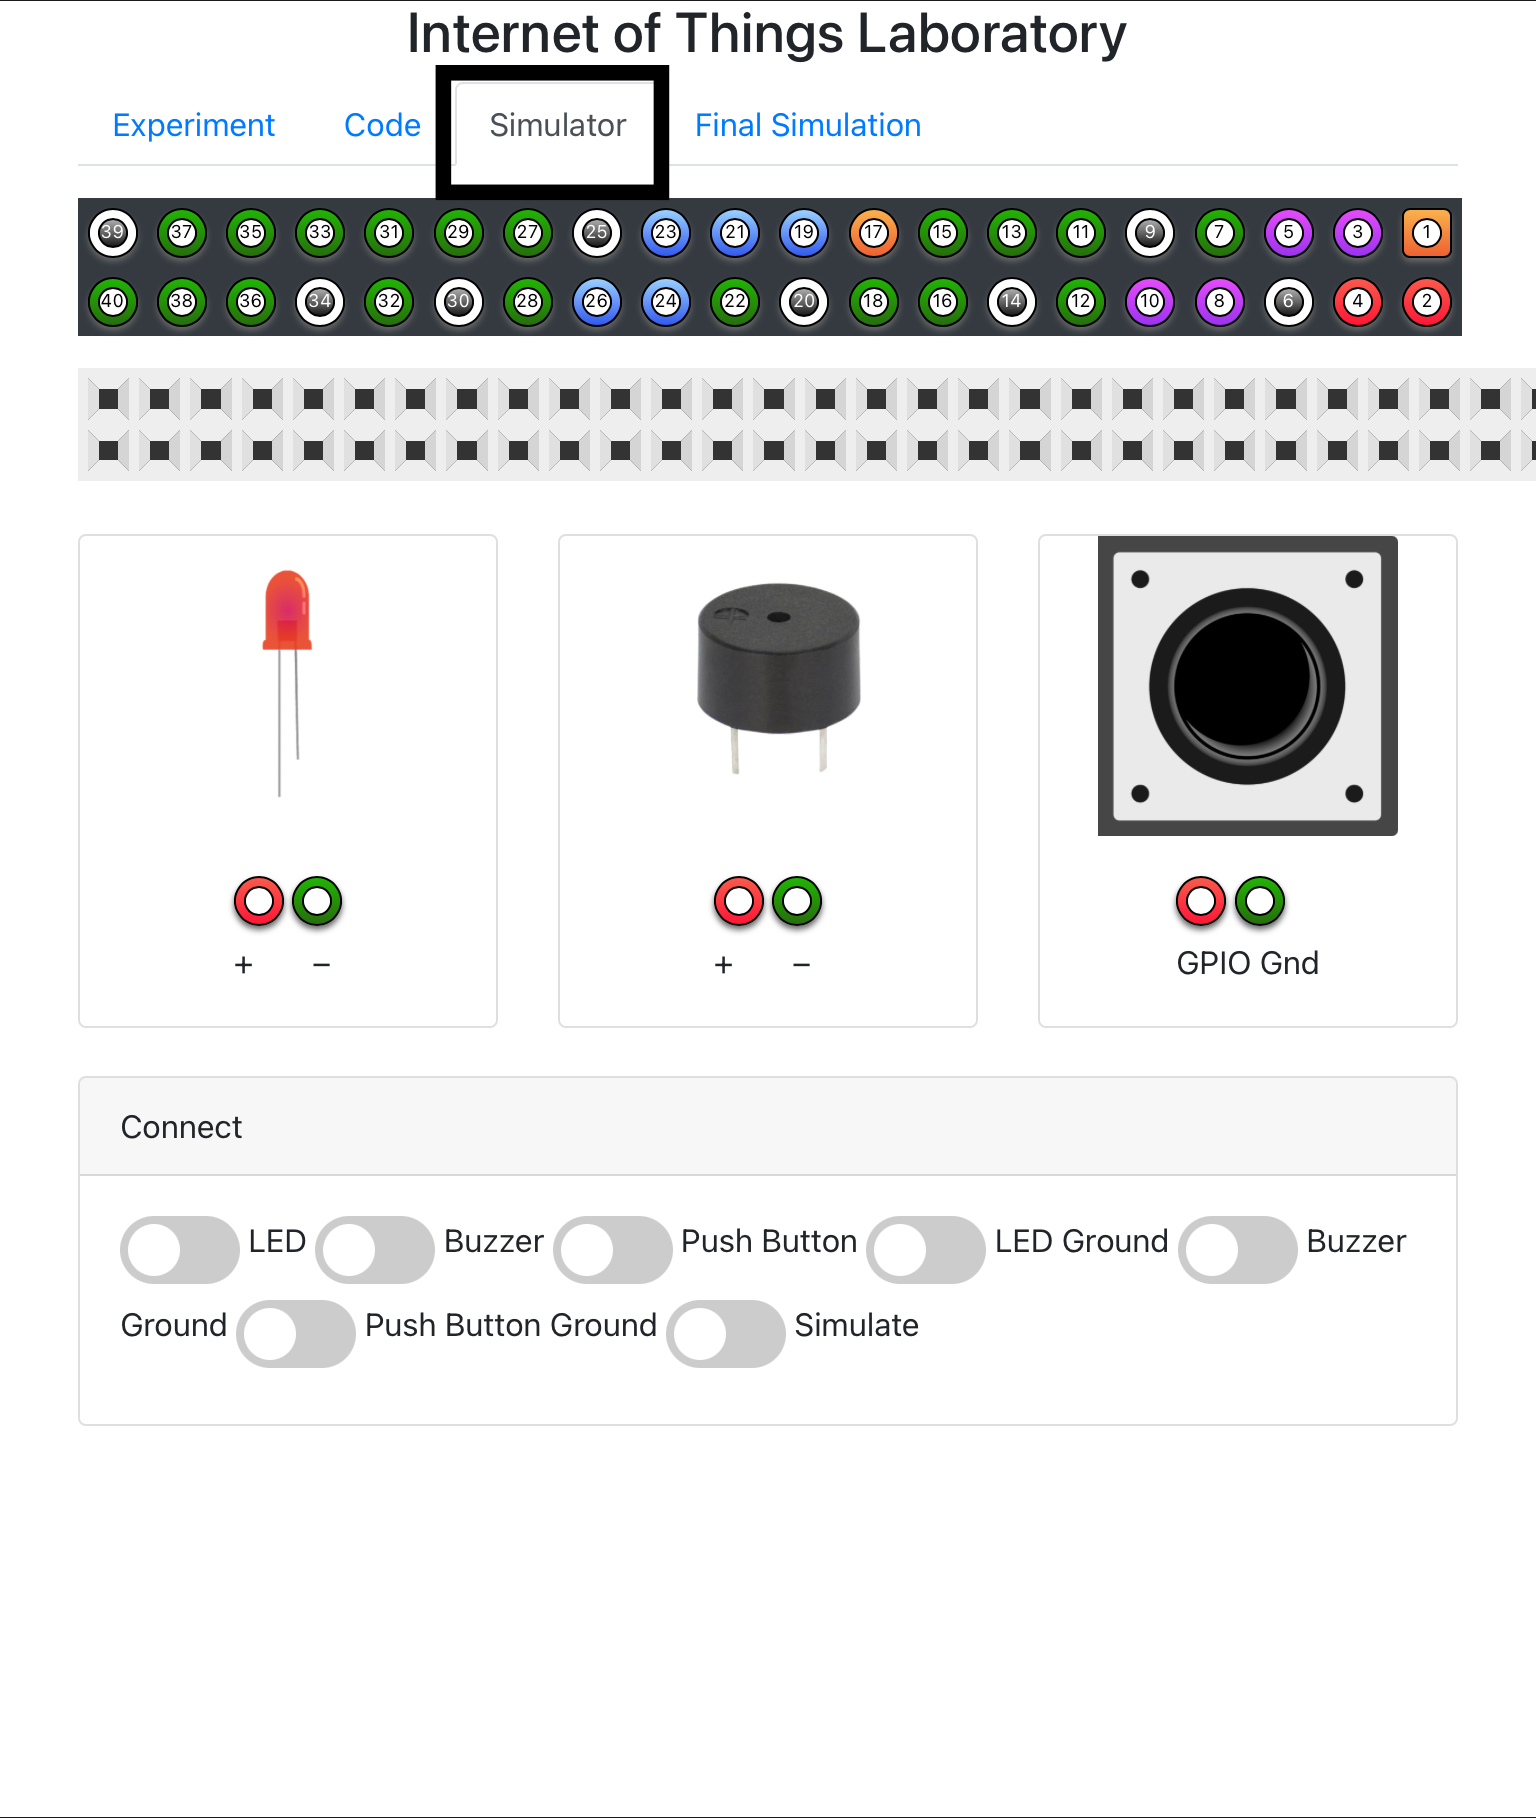 Internet of Things Laboratory
Experiment Code Simulator Final Simulation
39 37 35 33 31 29 27 25 23 21 19 17 15 13 11 9 7 5 3 1
40 38 36 34 32 30 28 26 24 22 20 18 16 14 12 10 8 6 4 2
+ − + − GPIO Gnd
Connect
LED Buzzer Push Button LED Ground Buzzer
Ground Push Button Ground Simulate